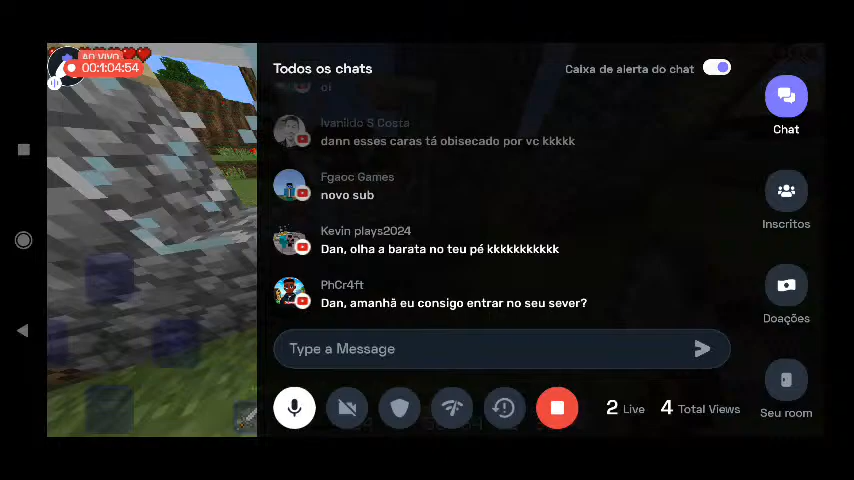 AO VIVO
00:1:04:54
Todos os chats
Caixa de alerta do chat
oi
Ivanildo S Costa
dann esses caras tá obisecado por vc kkkkk
Fgaoc Games
novo sub
Kevin plays2024
Dan, olha a barata no teu pé kkkkkkkkkkk
PhCr4ft
Dan, amanhã eu consigo entrar no seu sever?
Type a Message
2 Live
4 Total Views
Chat
Inscritos
Doações
Seu room